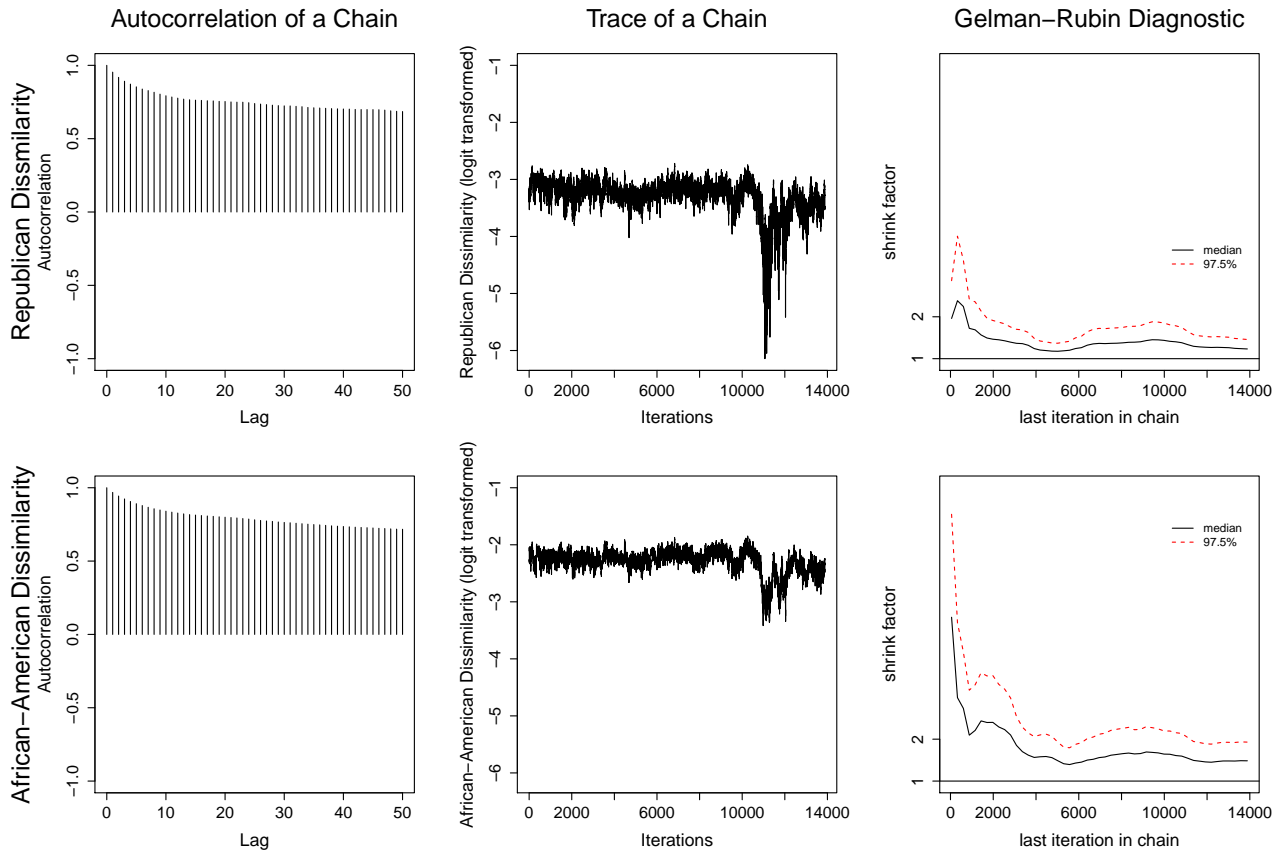 Autocorrelation of a Chain
Trace of a Chain
Gelman−Rubin Diagnostic
Republican Dissmilarity
Autocorrelation
1.0
0.5
0.0
−0.5
−1.0
0 10 20 30 40 50
Lag
Republican Dissimilarity (logit transformed)
−1
−2
−3
−4
−5
−6
0 2000 6000 10000 14000
Iterations
shrink factor
2
1
median
97.5%
0 2000 6000 10000 14000
last iteration in chain
African−American Dissimilarity
Autocorrelation
1.0
0.5
0.0
−0.5
−1.0
0 10 20 30 40 50
Lag
African−American Dissimilarity (logit transformed)
−1
−2
−3
−4
−5
−6
0 2000 6000 10000 14000
Iterations
shrink factor
2
1
median
97.5%
0 2000 6000 10000 14000
last iteration in chain